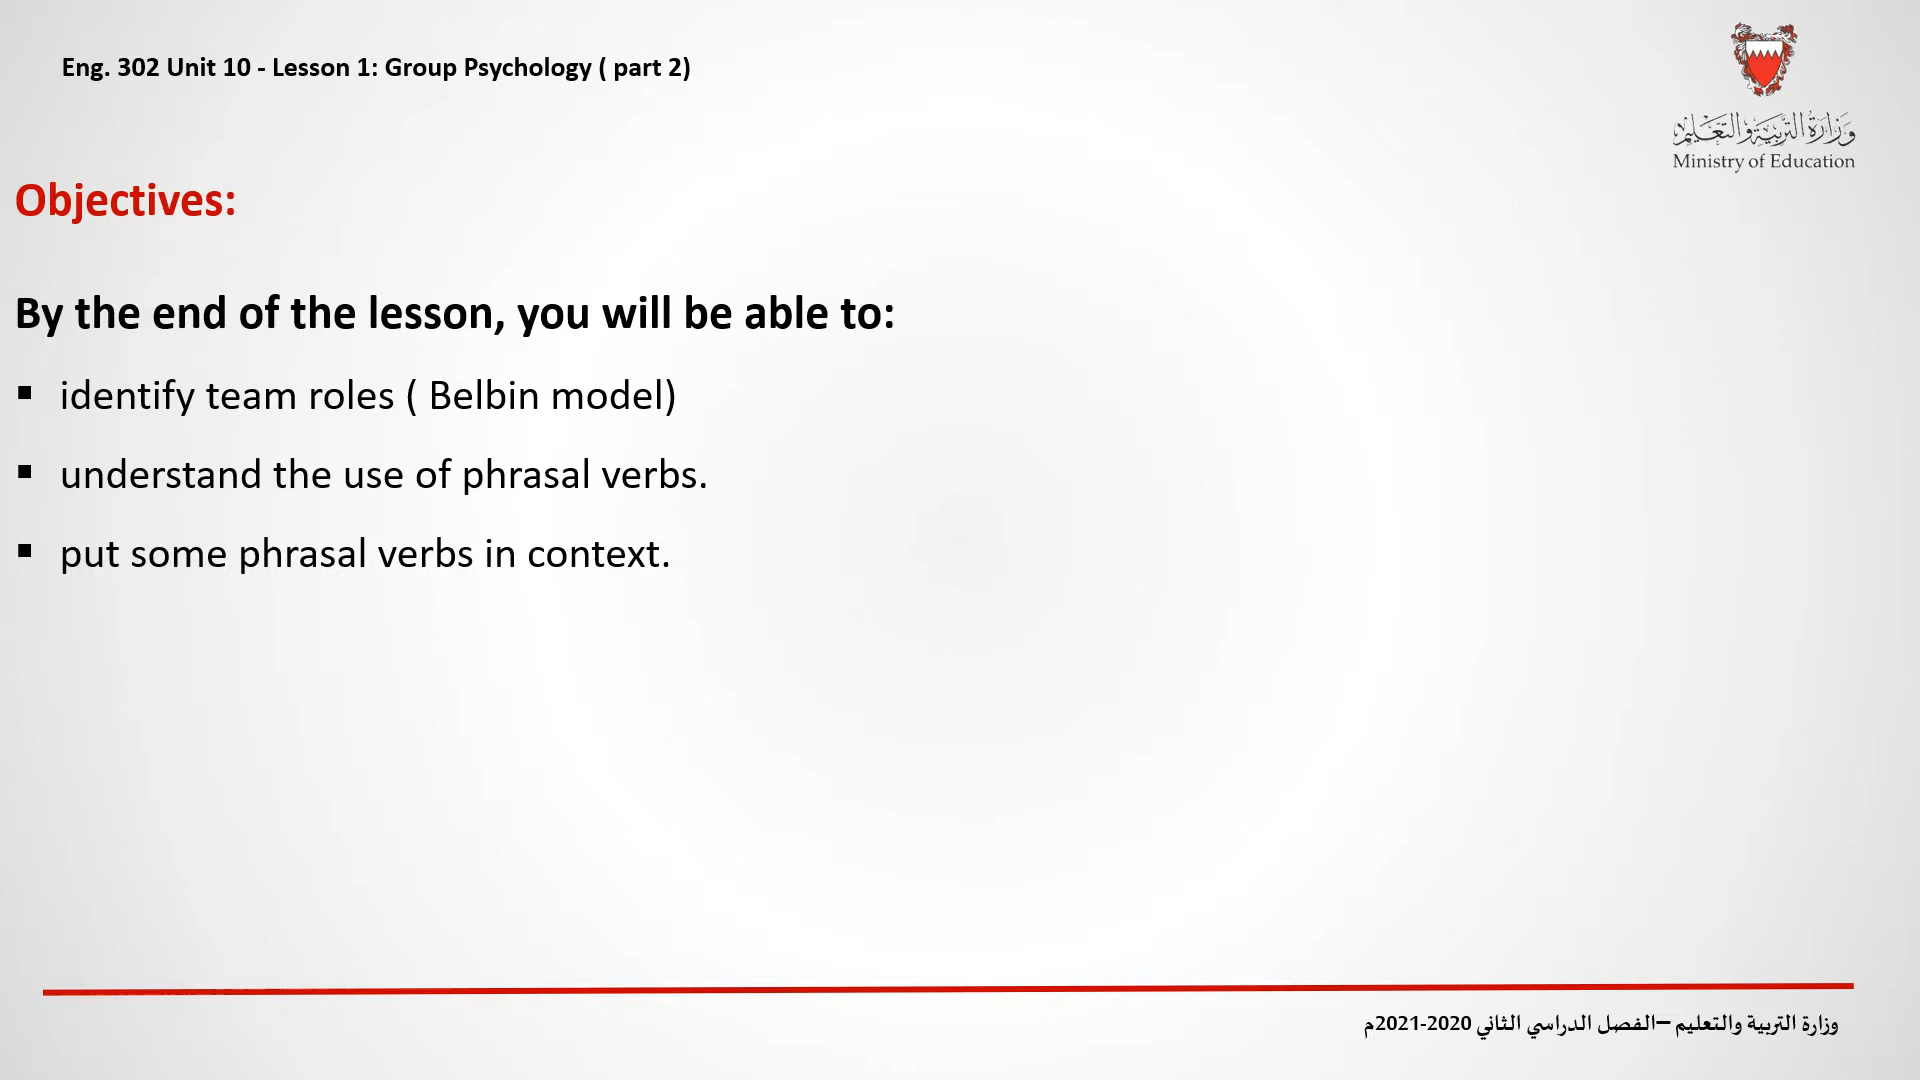 Eng. 302 Unit 10 - Lesson 1: Group Psychology ( part 2)
وزارة التربية والتعليم
Ministry of Education
Objectives:
By the end of the lesson, you will be able to:
▪ identify team roles ( Belbin model)
▪ understand the use of phrasal verbs.
▪ put some phrasal verbs in context.
وزارة التربية والتعليم –الفصل الدراسي الثاني 2020-2021م